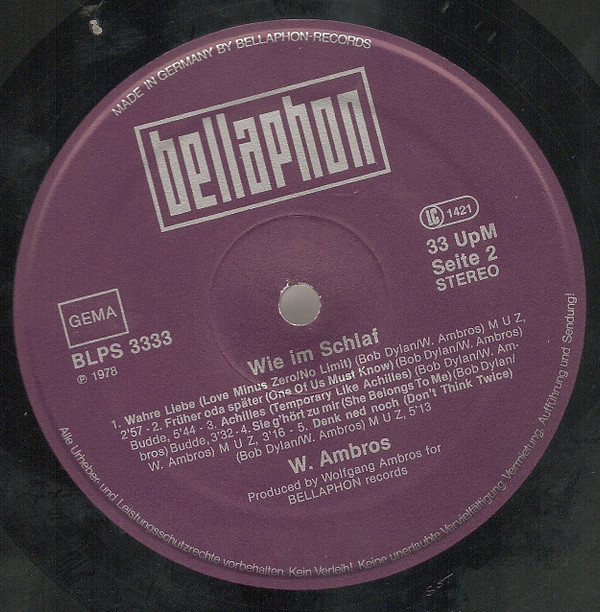 MADE IN GERMANY BY BELLAPHON-RECORDS
bellaphon
LC 1421
33 UpM
Seite 2
STEREO
GEMA
BLPS 3333
℗ 1978
Wie im Schlaf
1. Wahre Liebe (Love Minus Zero/No Limit) (Bob Dylan/W. Ambros) M U Z,
2'57 - 2. Früher oda später (One Of Us Must Know) (Bob Dylan/W. Ambros)
Budde, 5'44 - 3. Achilles (Temporary Like Achilles) (Bob Dylan/W. Am-
bros) Budde, 3'32 - 4. Sie g'hört zu mir (She Belongs To Me) (Bob Dylan/
W. Ambros) M U Z, 3'16 - 5. Denk ned noch (Don't Think Twice)
(Bob Dylan/W. Ambros) M U Z, 5'13
W. Ambros
Produced by Wolfgang Ambros for
BELLAPHON records
Alle Urheber und Leistungsschutzrechte vorbehalten. Kein Verleih! Keine unerlaubte Vervielfältigung, Vermietung, Aufführung und Sendung!